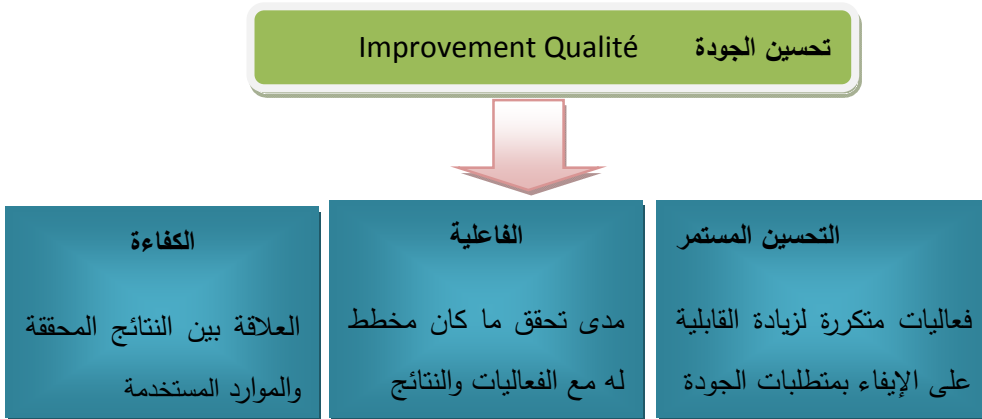 تحسين الجودة Improvement Qualité
التحسين المستمر
فعاليات متكررة لزيادة القابلية
على الإيفاء بمتطلبات الجودة
الفاعلية
مدى تحقق ما كان مخطط
له مع الفعاليات والنتائج
الكفاءة
العلاقة بين النتائج المحققة
والموارد المستخدمة